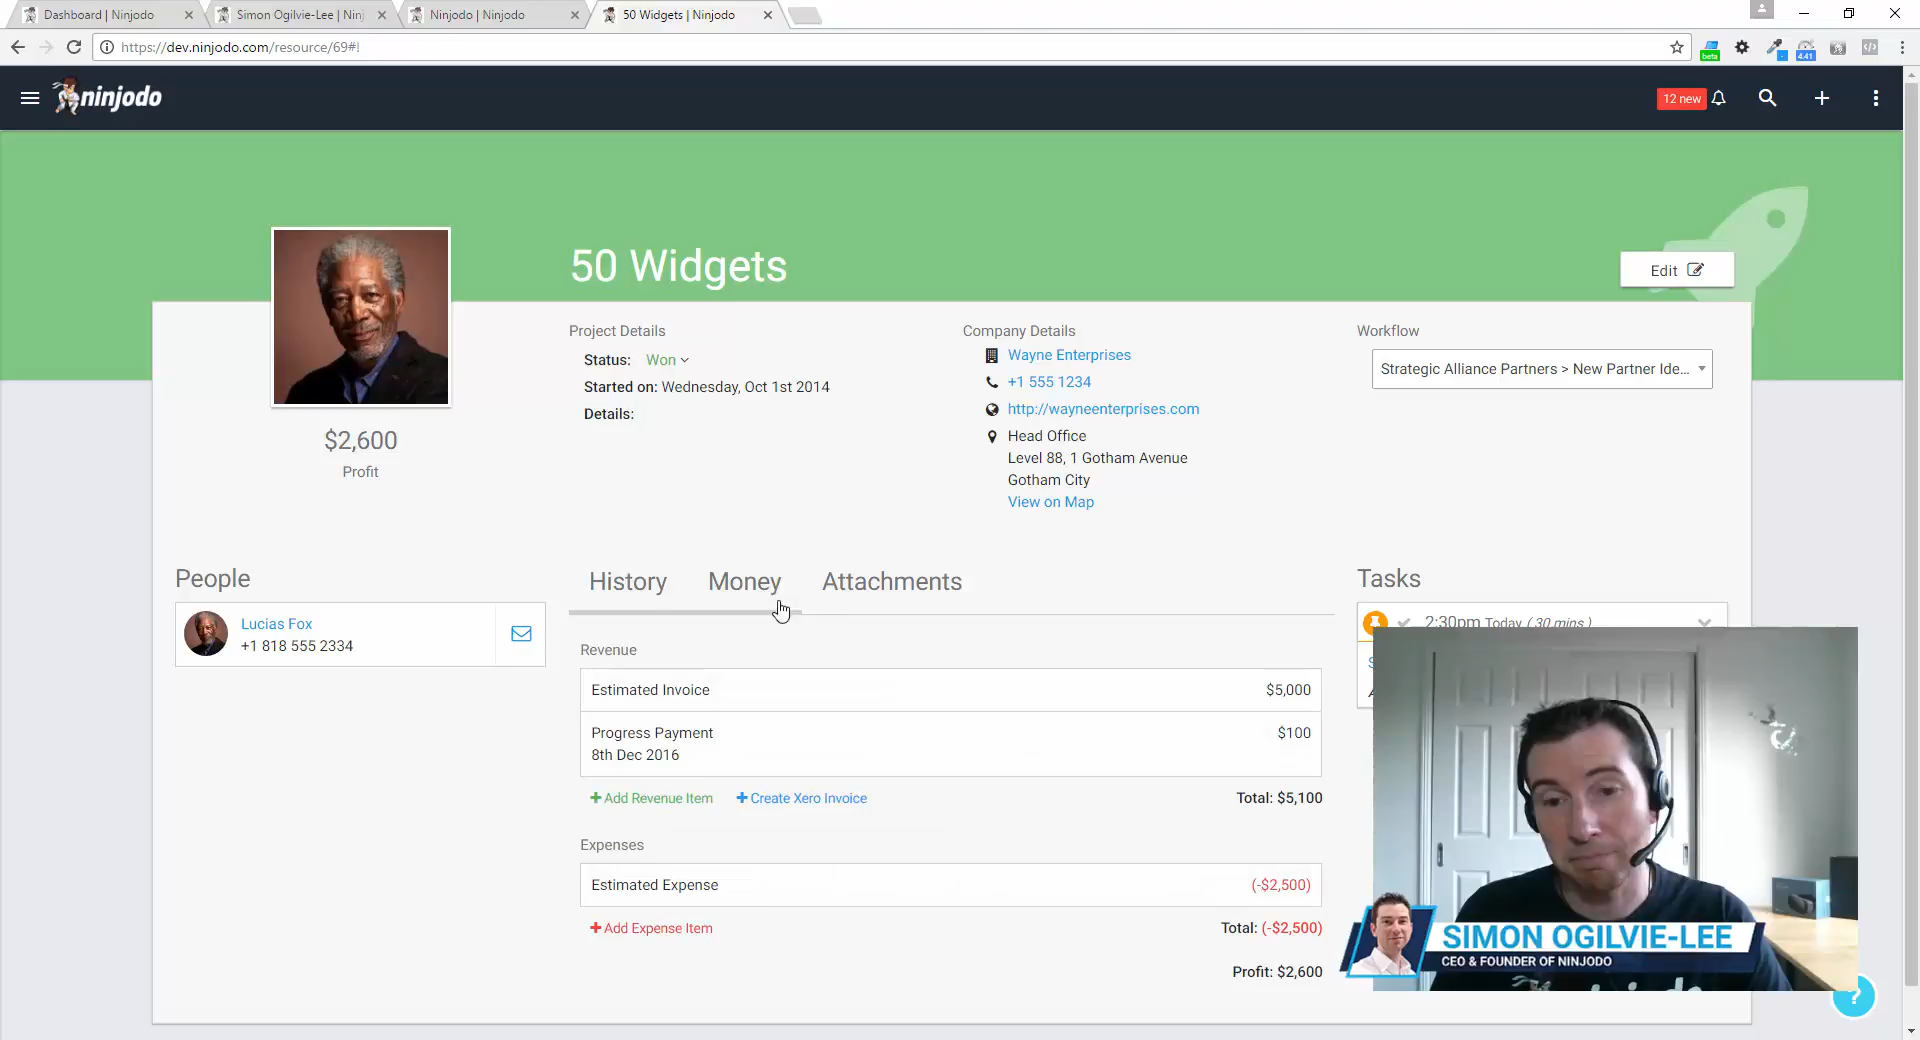 Dashboard | Ninjodo
Simon Ogilvie-Lee | Nin
Ninjodo | Ninjodo
50 Widgets | Ninjodo
https://dev.ninjodo.com/resource/69#!
beta
4.41
ninjodo
12 new
50 Widgets
Edit
Project Details
Status: Won
Started on: Wednesday, Oct 1st 2014
Details:
Company Details
Wayne Enterprises
+1 555 1234
http://wayneenterprises.com
Head Office
Level 88, 1 Gotham Avenue
Gotham City
View on Map
Workflow
Strategic Alliance Partners > New Partner Ide...
$2,600
Profit
People
Lucias Fox
+1 818 555 2334
History
Money
Attachments
Revenue
Estimated Invoice $5,000
Progress Payment $100
8th Dec 2016
+Add Revenue Item +Create Xero Invoice Total: $5,100
Expenses
Estimated Expense (-$2,500)
+Add Expense Item Total: (-$2,500)
Profit: $2,600
Tasks
2:30pm Today (30 mins)
SIMON OGILVIE-LEE
CEO & FOUNDER OF NINJODO
?